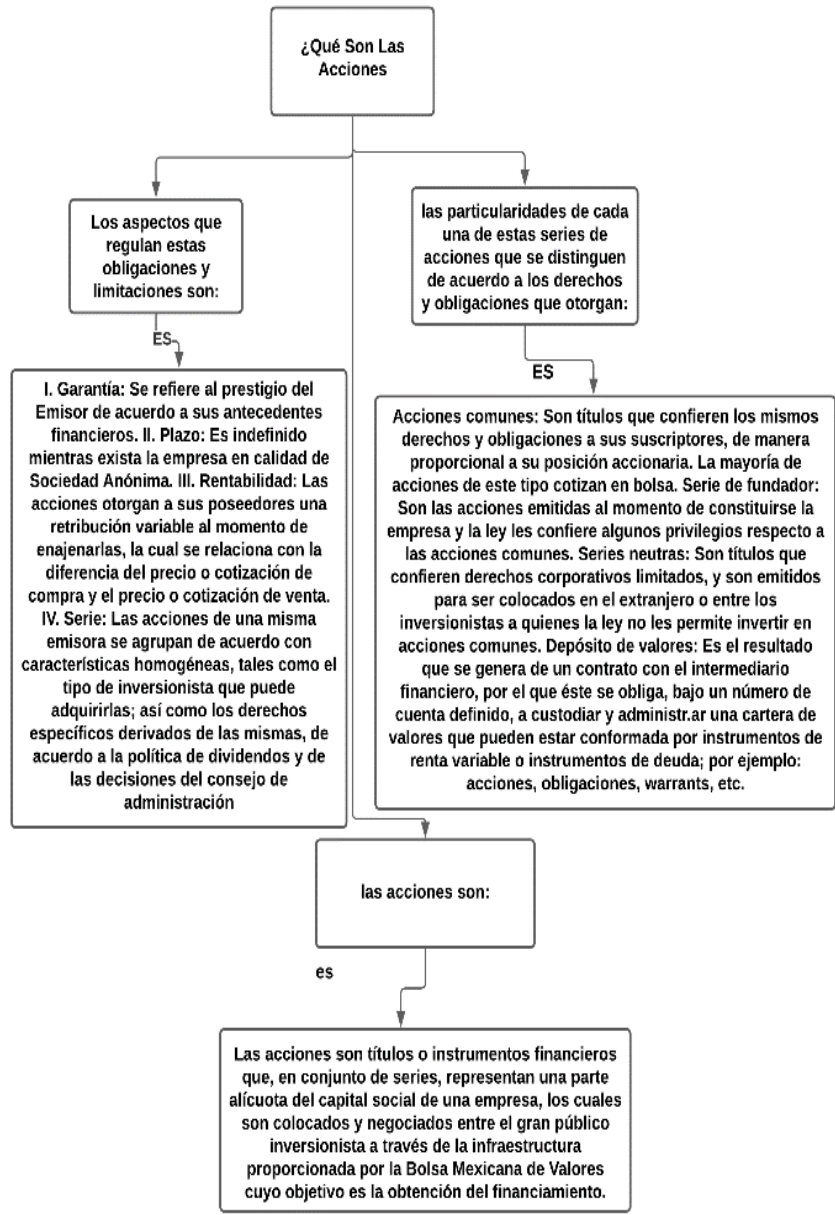 ¿Qué Son Las
Acciones
Los aspectos que
regulan estas
obligaciones y
limitaciones son:
las particularidades de cada
una de estas series de
acciones que se distinguen
de acuerdo a los derechos
y obligaciones que otorgan:
ES
ES
I. Garantía: Se refiere al prestigio del
Emisor de acuerdo a sus antecedentes
financieros. II. Plazo: Es indefinido
mientras exista la empresa en calidad de
Sociedad Anónima. III. Rentabilidad: Las
acciones otorgan a sus poseedores una
retribución variable al momento de
enajenarlas, la cual se relaciona con la
diferencia del precio o cotización de
compra y el precio o cotización de venta.
IV. Serie: Las acciones de una misma
emisora se agrupan de acuerdo con
características homogéneas, tales como el
tipo de inversionista que puede
adquirirlas; así como los derechos
específicos derivados de las mismas, de
acuerdo a la política de dividendos y de
las decisiones del consejo de
administración
Acciones comunes: Son títulos que confieren los mismos
derechos y obligaciones a sus suscriptores, de manera
proporcional a su posición accionaria. La mayoría de
acciones de este tipo cotizan en bolsa. Serie de fundador:
Son las acciones emitidas al momento de constituirse la
empresa y la ley les confiere algunos privilegios respecto a
las acciones comunes. Series neutras: Son títulos que
confieren derechos corporativos limitados, y son emitidos
para ser colocados en el extranjero o entre los
inversionistas a quienes la ley no les permite invertir en
acciones comunes. Depósito de valores: Es el resultado
que se genera de un contrato con el intermediario
financiero, por el que éste se obliga, bajo un número de
cuenta definido, a custodiar y administr.ar una cartera de
valores que pueden estar conformada por instrumentos de
renta variable o instrumentos de deuda; por ejemplo:
acciones, obligaciones, warrants, etc.
las acciones son:
es
Las acciones son títulos o instrumentos financieros
que, en conjunto de series, representan una parte
alícuota del capital social de una empresa, los cuales
son colocados y negociados entre el gran público
inversionista a través de la infraestructura
proporcionada por la Bolsa Mexicana de Valores
cuyo objetivo es la obtención del financiamiento.